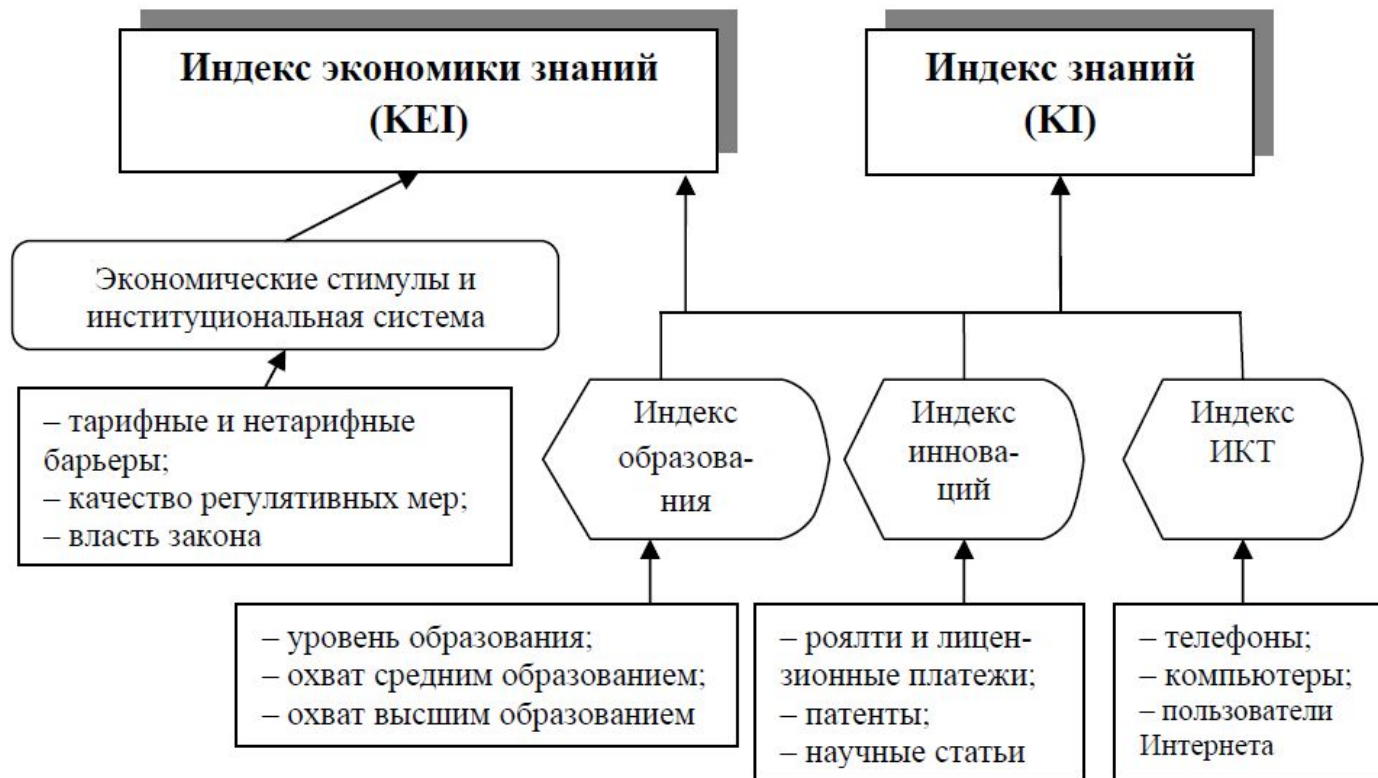 Индекс экономики знаний
(KEI)
Индекс знаний
(KI)
Экономические стимулы и
институциональная система
– тарифные и нетарифные
барьеры;
– качество регулятивных мер;
– власть закона
Индекс
образова-
ния
Индекс
иннова-
ций
Индекс
ИКТ
– уровень образования;
– охват средним образованием;
– охват высшим образованием
– роялти и лицен-
зионные платежи;
– патенты;
– научные статьи
– телефоны;
– компьютеры;
– пользователи
Интернета